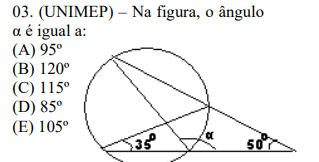 03. (UNIMEP) – Na figura, o ângulo
α é igual a:
(A) 95º
(B) 120º
(C) 115º
(D) 85º
(E) 105º
35º
α
50º